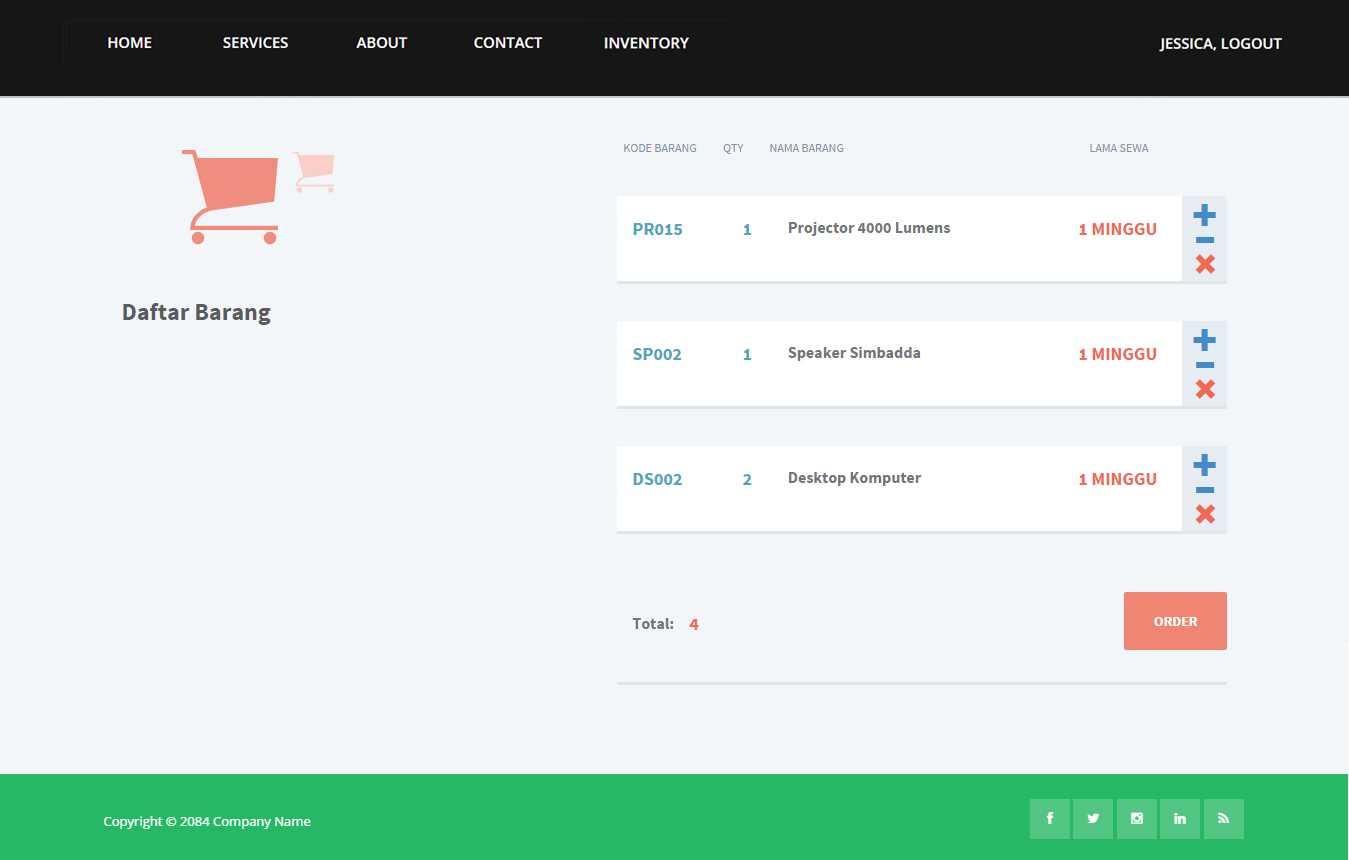 HOME SERVICES ABOUT CONTACT INVENTORY JESSICA, LOGOUT
KODE BARANG QTY NAMA BARANG LAMA SEWA
PR015 1 Projector 4000 Lumens 1 MINGGU
Daftar Barang
SP002 1 Speaker Simbadda 1 MINGGU
DS002 2 Desktop Komputer 1 MINGGU
Total: 4 ORDER
Copyright © 2084 Company Name